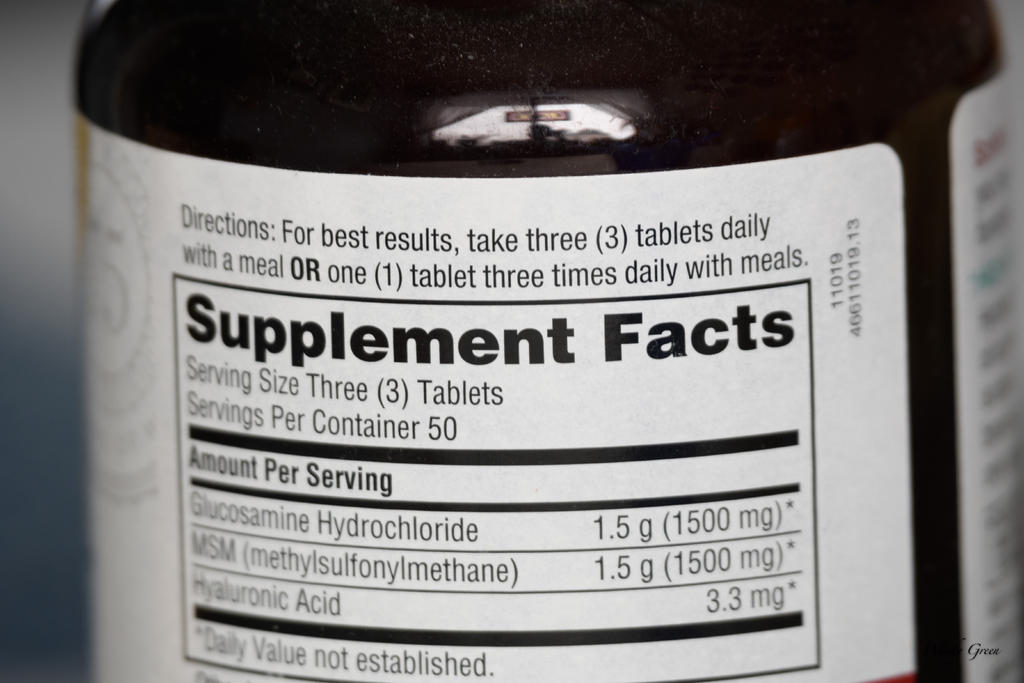 Directions: For best results, take three (3) tablets daily
with a meal OR one (1) tablet three times daily with meals.
11019
46611019.13
Supplement Facts
Serving Size Three (3) Tablets
Servings Per Container 50
Amount Per Serving
Glucosamine Hydrochloride 1.5 g (1500 mg)*
MSM (methylsulfonylmethane) 1.5 g (1500 mg)*
Hyaluronic Acid 3.3 mg*
*Daily Value not established.
Green